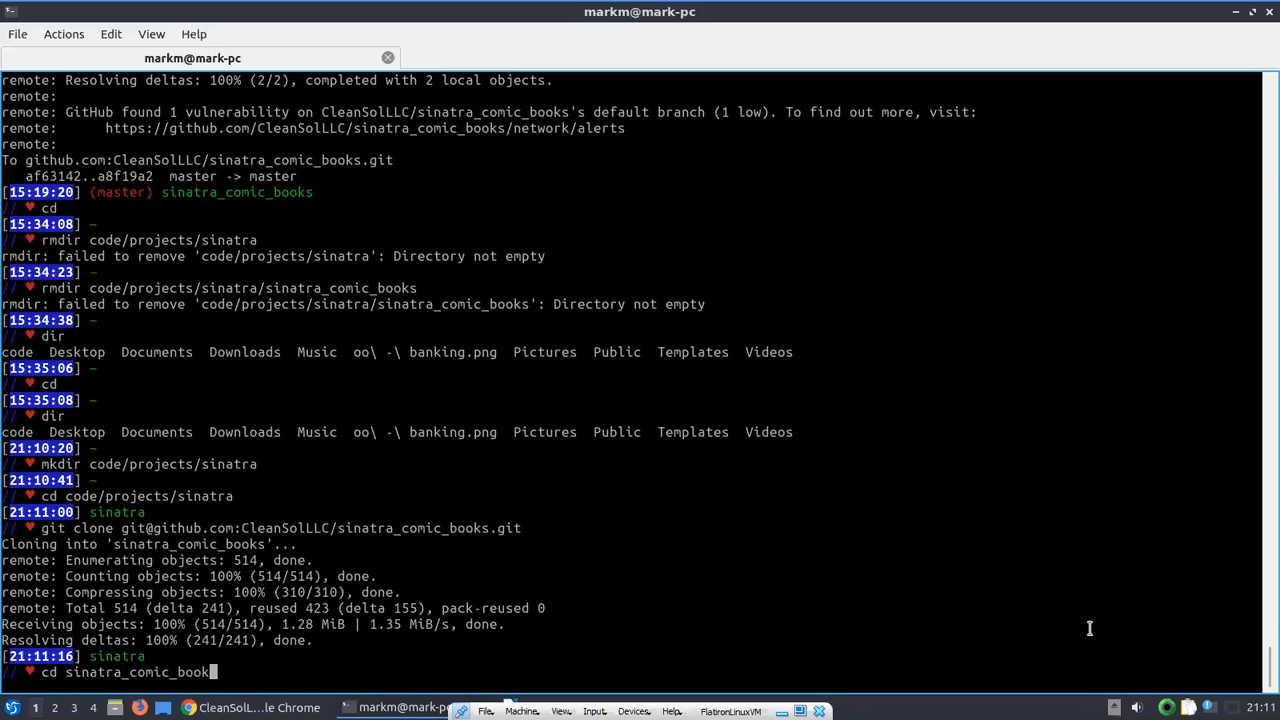 markm@mark-pc
File Actions Edit View Help
markm@mark-pc
remote: Resolving deltas: 100% (2/2), completed with 2 local objects.
remote:
remote: GitHub found 1 vulnerability on CleanSolLLC/sinatra_comic_books's default branch (1 low). To find out more, visit:
remote:      https://github.com/CleanSolLLC/sinatra_comic_books/network/alerts
remote:
To github.com:CleanSolLLC/sinatra_comic_books.git
   af63142..a8f19a2  master -> master
[15:19:20] (master) sinatra_comic_books
// ♥ cd
[15:34:08] ~
// ♥ rmdir code/projects/sinatra
rmdir: failed to remove 'code/projects/sinatra': Directory not empty
[15:34:23] ~
// ♥ rmdir code/projects/sinatra/sinatra_comic_books
rmdir: failed to remove 'code/projects/sinatra/sinatra_comic_books': Directory not empty
[15:34:38] ~
// ♥ dir
code  Desktop  Documents  Downloads  Music  oo\ -\ banking.png  Pictures  Public  Templates  Videos
[15:35:06] ~
// ♥ cd
[15:35:08] ~
// ♥ dir
code  Desktop  Documents  Downloads  Music  oo\ -\ banking.png  Pictures  Public  Templates  Videos
[21:10:20] ~
// ♥ mkdir code/projects/sinatra
[21:10:41] ~
// ♥ cd code/projects/sinatra
[21:11:00] sinatra
// ♥ git clone git@github.com:CleanSolLLC/sinatra_comic_books.git
Cloning into 'sinatra_comic_books'...
remote: Enumerating objects: 514, done.
remote: Counting objects: 100% (514/514), done.
remote: Compressing objects: 100% (310/310), done.
remote: Total 514 (delta 241), reused 423 (delta 155), pack-reused 0
Receiving objects: 100% (514/514), 1.28 MiB | 1.35 MiB/s, done.
Resolving deltas: 100% (241/241), done.
[21:11:16] sinatra
// ♥ cd sinatra_comic_book
1 2 3 4 CleanSolL...le Chrome markm@mark-pc File Machine View Input Devices Help FlatironLinuxVM 21:11